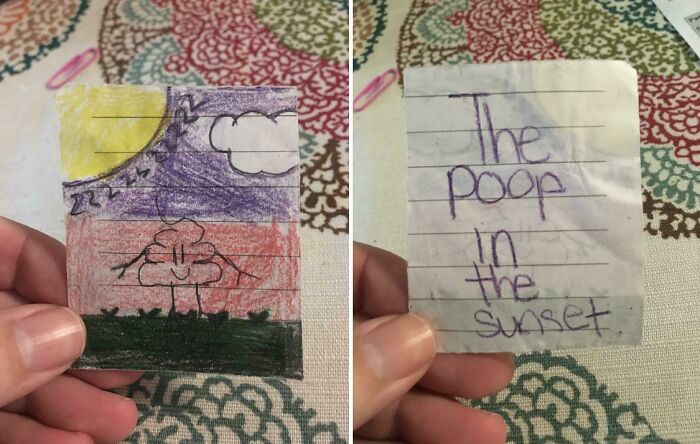 The
poop
in
the
sunset